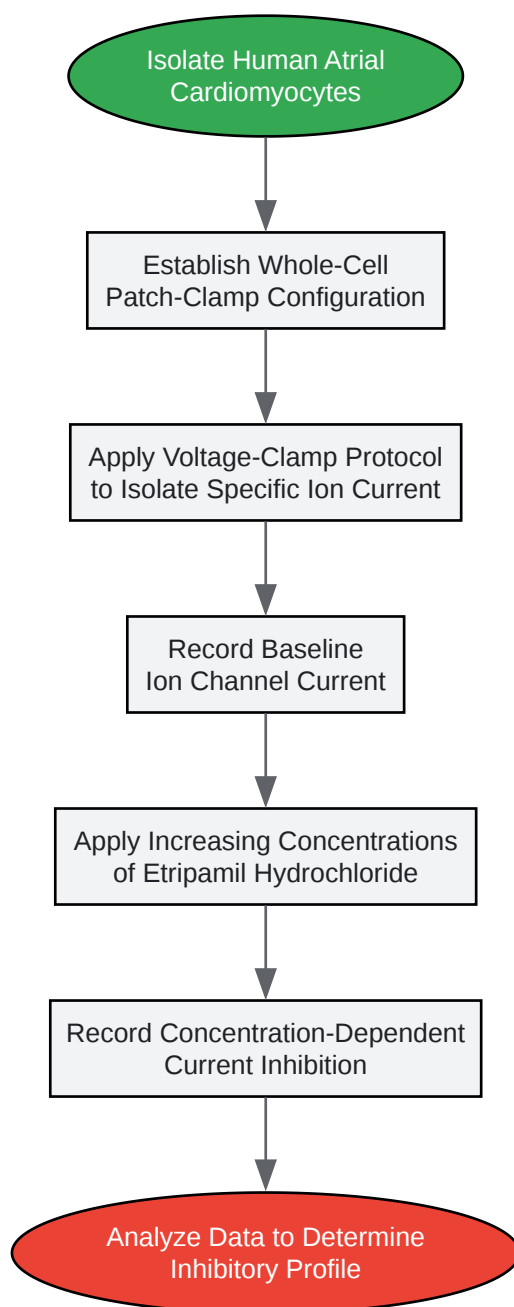 Isolate Human Atrial
Cardiomyocytes
Establish Whole-Cell
Patch-Clamp Configuration
Apply Voltage-Clamp Protocol
to Isolate Specific Ion Current
Record Baseline
Ion Channel Current
Apply Increasing Concentrations
of Etripamil Hydrochloride
Record Concentration-Dependent
Current Inhibition
Analyze Data to Determine
Inhibitory Profile